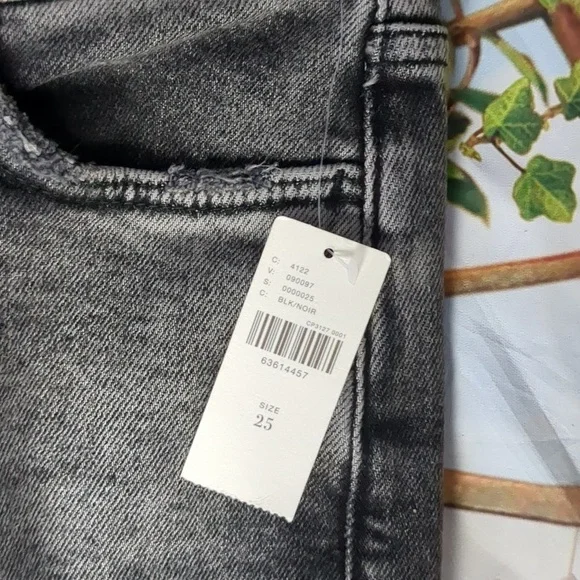 C: 4122
V: 090097
S: 0000025
C: BLK/NOIR
CP3127 0001
63614457
SIZE
25